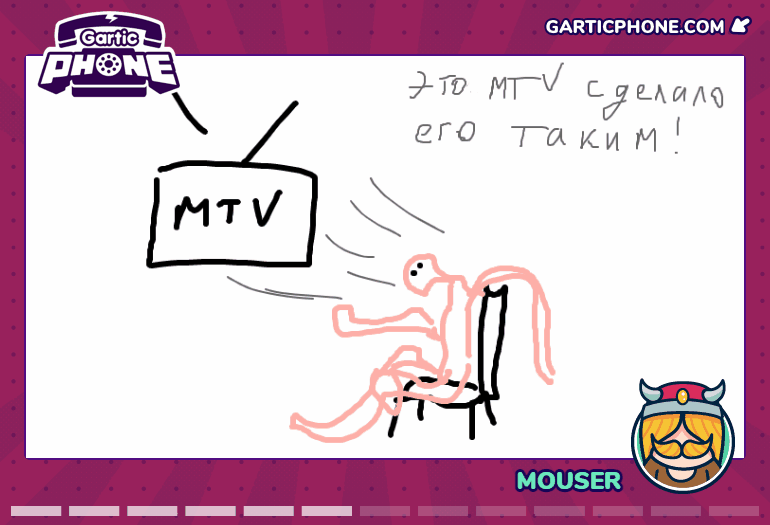 Gartic
PHONE
GARTICPHONE.COM
Это MTV сделало
его таким!
MTV
MOUSER